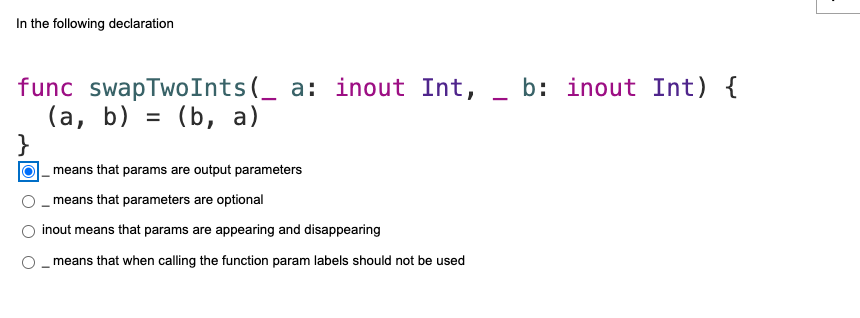 In the following declaration
func swapTwoInts(_ a: inout Int, _ b: inout Int) {
(a, b) = (b, a)
}
_ means that params are output parameters
_ means that parameters are optional
inout means that params are appearing and disappearing
_ means that when calling the function param labels should not be used